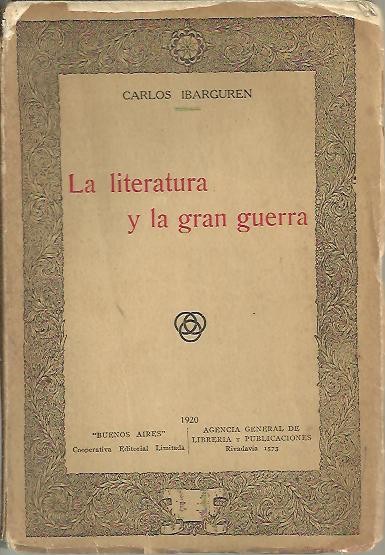 CARLOS IBARGUREN
La literatura
y la gran guerra
1920
"BUENOS AIRES"
Cooperativa Editorial Limitada
AGENCIA GENERAL DE
LIBRERIA Y PUBLICACIONES
Rivadavia 1573